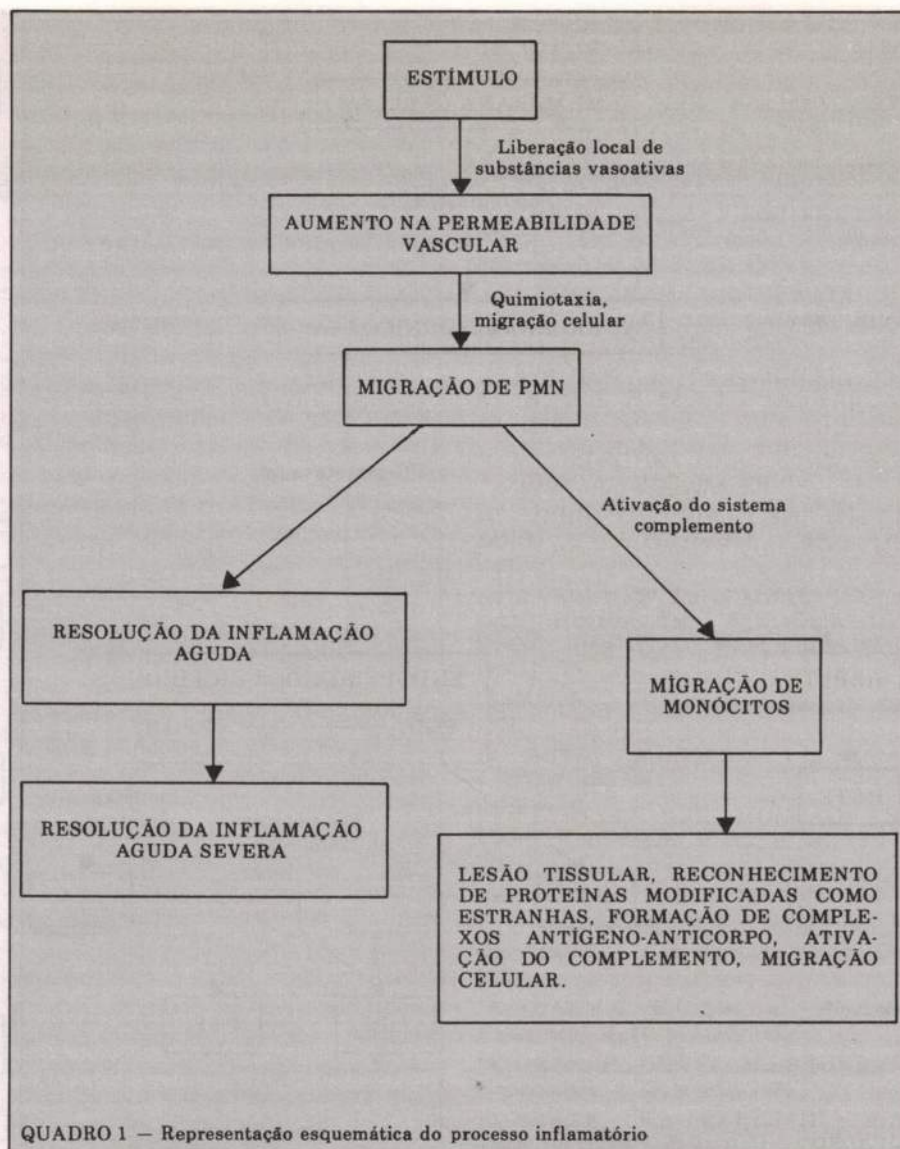 ESTÍMULO
Liberação local de
substâncias vasoativas
AUMENTO NA PERMEABILIDADE
VASCULAR
Quimiotaxia,
migração celular
MIGRAÇÃO DE PMN
Ativação do sistema
complemento
RESOLUÇÃO DA INFLAMAÇÃO
AGUDA
MIGRAÇÃO DE
MONÓCITOS
RESOLUÇÃO DA INFLAMAÇÃO
AGUDA SEVERA
LESÃO TISSULAR, RECONHECIMENTO
DE PROTEÍNAS MODIFICADAS COMO
ESTRANHAS, FORMAÇÃO DE COMPLE-
XOS ANTÍGENO-ANTICORPO, ATIVA-
ÇÃO DO COMPLEMENTO, MIGRAÇÃO
CELULAR.
QUADRO 1 — Representação esquemática do processo inflamatório